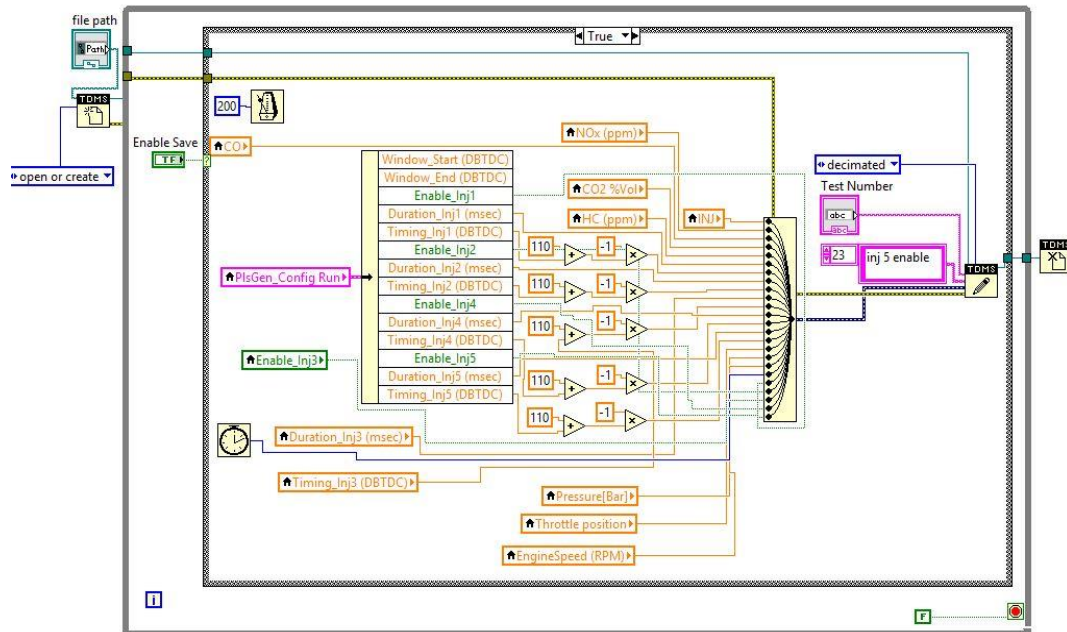 file path
Path
TDMS
open or create
Enable Save
TF
?
True
200
CO
NOx (ppm)
CO2 %Vol
HC (ppm)
INJ
Window_Start (DBTDC)
Window_End (DBTDC)
Enable_Inj1
Duration_Inj1 (msec)
Timing_Inj1 (DBTDC)
Enable_Inj2
Duration_Inj2 (msec)
Timing_Inj2 (DBTDC)
Enable_Inj4
Duration_Inj4 (msec)
Timing_Inj4 (DBTDC)
Enable_Inj5
Duration_Inj5 (msec)
Timing_Inj5 (DBTDC)
PlsGen_Config Run
Enable_Inj3
110
+
-1
x
110
+
-1
x
110
+
-1
x
110
+
-1
x
110
+
-1
x
decimated
Test Number
abc
abc
23
inj 5 enable
TDMS
TDMS
Duration_Inj3 (msec)
Timing_Inj3 (DBTDC)
Pressure[Bar]
Throttle position
EngineSpeed (RPM)
i
F